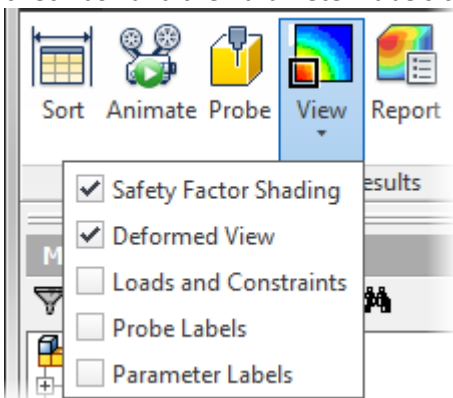 Sort Animate Probe View Report
esults
Safety Factor Shading
Deformed View
M
Loads and Constraints
Probe Labels
Parameter Labels